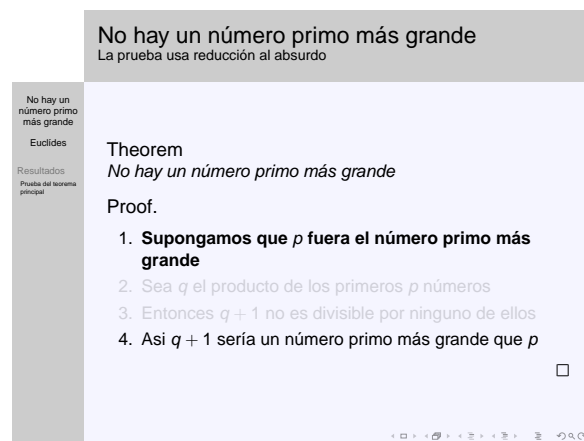 No hay un número primo más grande
La prueba usa reducción al absurdo
No hay un
número primo
más grande
Euclídes
Resultados
Prueba del teorema
principal
Theorem
No hay un número primo más grande
Proof.
1. Supongamos que p fuera el número primo más
grande
2. Sea q el producto de los primeros p números
3. Entonces q + 1 no es divisible por ninguno de ellos
4. Asi q + 1 sería un número primo más grande que p